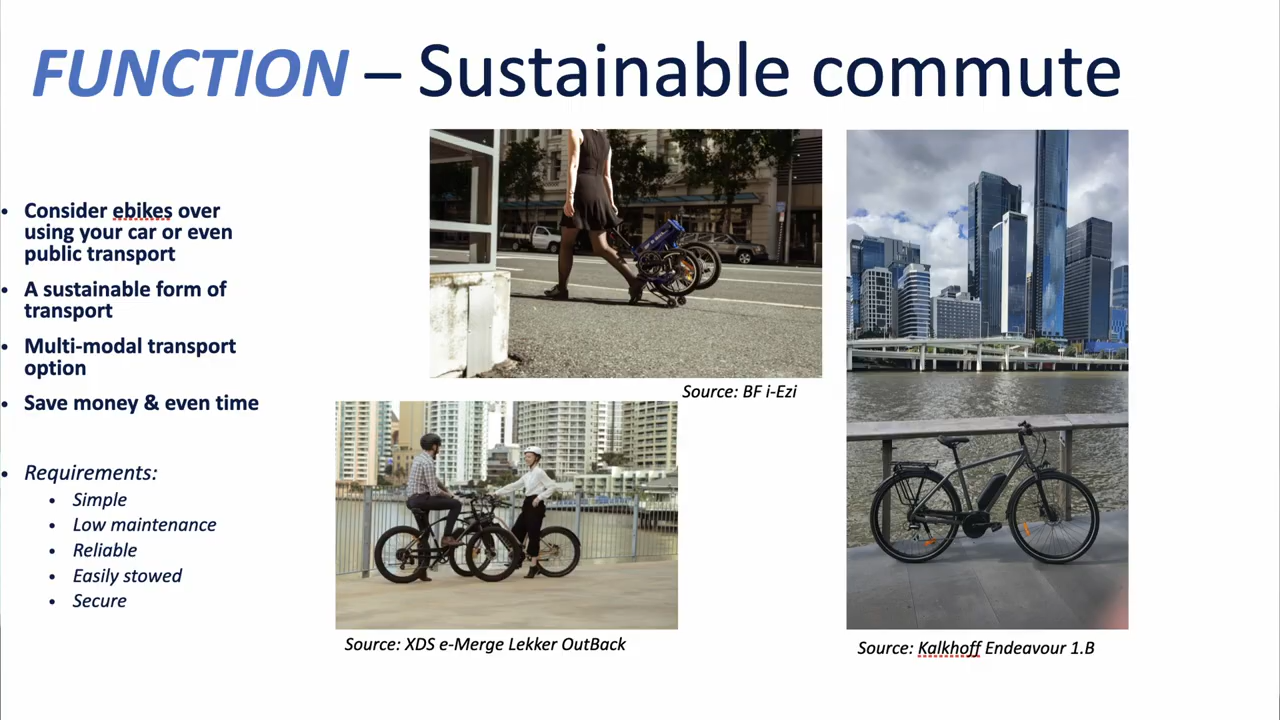 FUNCTION – Sustainable commute
• Consider ebikes over
using your car or even
public transport
• A sustainable form of
transport
• Multi-modal transport
option
• Save money & even time
• Requirements:
• Simple
• Low maintenance
• Reliable
• Easily stowed
• Secure
Source: BF i-Ezi
Source: XDS e-Merge Lekker OutBack
Source: Kalkhoff Endeavour 1.B